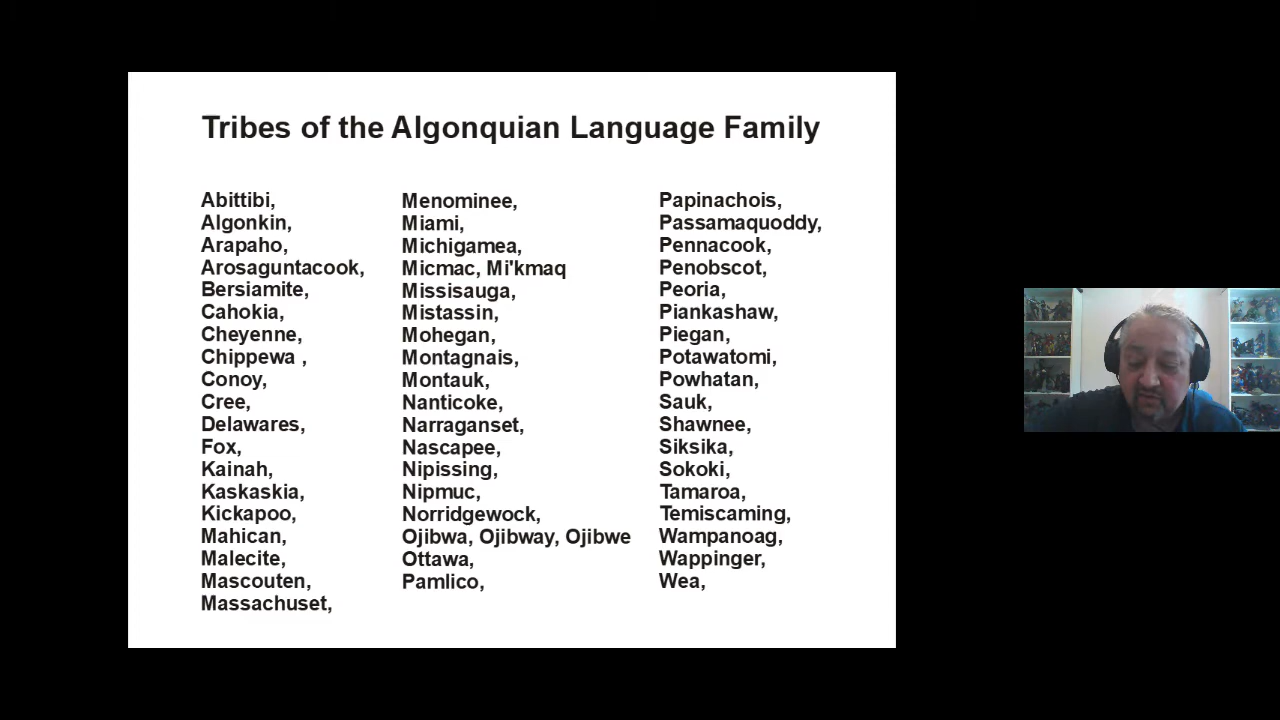 Tribes of the Algonquian Language Family
Abittibi,
Algonkin,
Arapaho,
Arosaguntacook,
Bersiamite,
Cahokia,
Cheyenne,
Chippewa ,
Conoy,
Cree,
Delawares,
Fox,
Kainah,
Kaskaskia,
Kickapoo,
Mahican,
Malecite,
Mascouten,
Massachuset,
Menominee,
Miami,
Michigamea,
Micmac, Mi'kmaq
Missisauga,
Mistassin,
Mohegan,
Montagnais,
Montauk,
Nanticoke,
Narraganset,
Nascapee,
Nipissing,
Nipmuc,
Norridgewock,
Ojibwa, Ojibway, Ojibwe
Ottawa,
Pamlico,
Papinachois,
Passamaquoddy,
Pennacook,
Penobscot,
Peoria,
Piankashaw,
Piegan,
Potawatomi,
Powhatan,
Sauk,
Shawnee,
Siksika,
Sokoki,
Tamaroa,
Temiscaming,
Wampanoag,
Wappinger,
Wea,